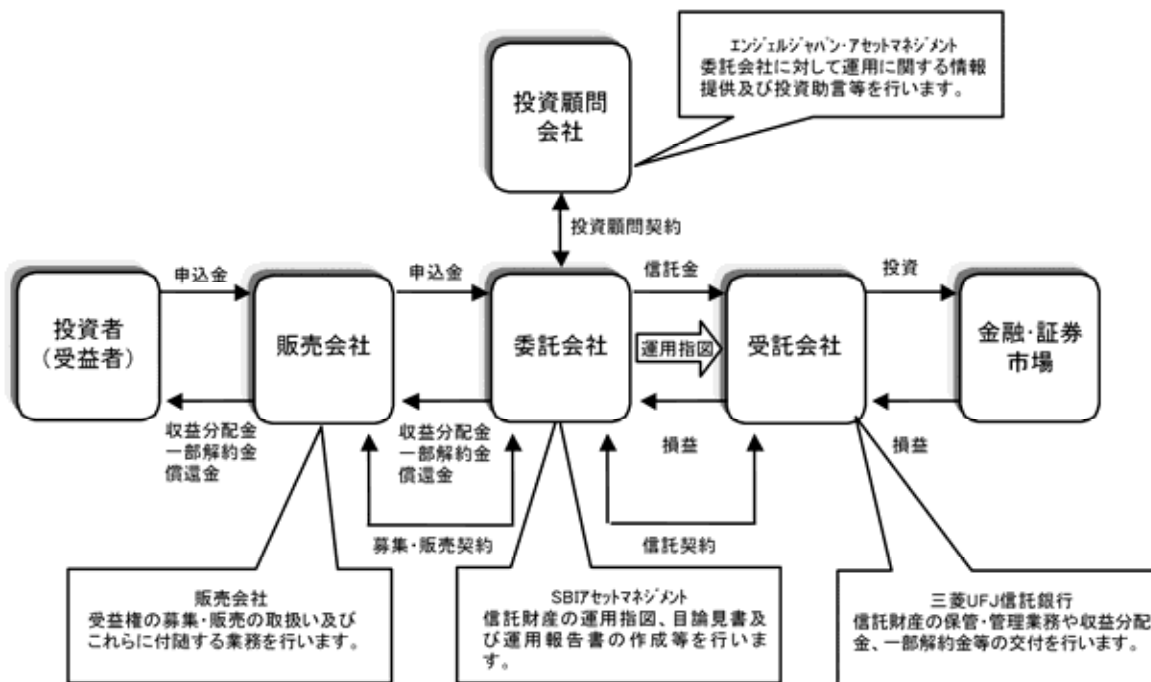 エンジェルジャパン・アセットマネジメント
委託会社に対して運用に関する情報
提供及び投資助言等を行います。
投資顧問
会社
投資顧問契約
申込金
申込金
信託金
投資
投資者
（受益者）
販売会社
委託会社
運用指図
受託会社
金融・証券
市場
収益分配金
一部解約金
償還金
収益分配金
一部解約金
償還金
損益
損益
募集・販売契約
信託契約
販売会社
受益権の募集・販売の取扱い及び
これらに付随する業務を行います。
SBIアセットマネジメント
信託財産の運用指図、目論見書及
び運用報告書の作成等を行いま
す。
三菱UFJ信託銀行
信託財産の保管・管理業務や収益分配
金、一部解約金等の交付を行います。